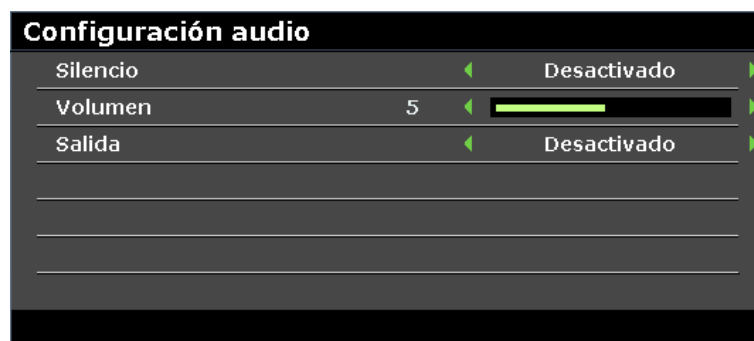 Configuración audio
Silencio Desactivado
Volumen 5
Salida Desactivado